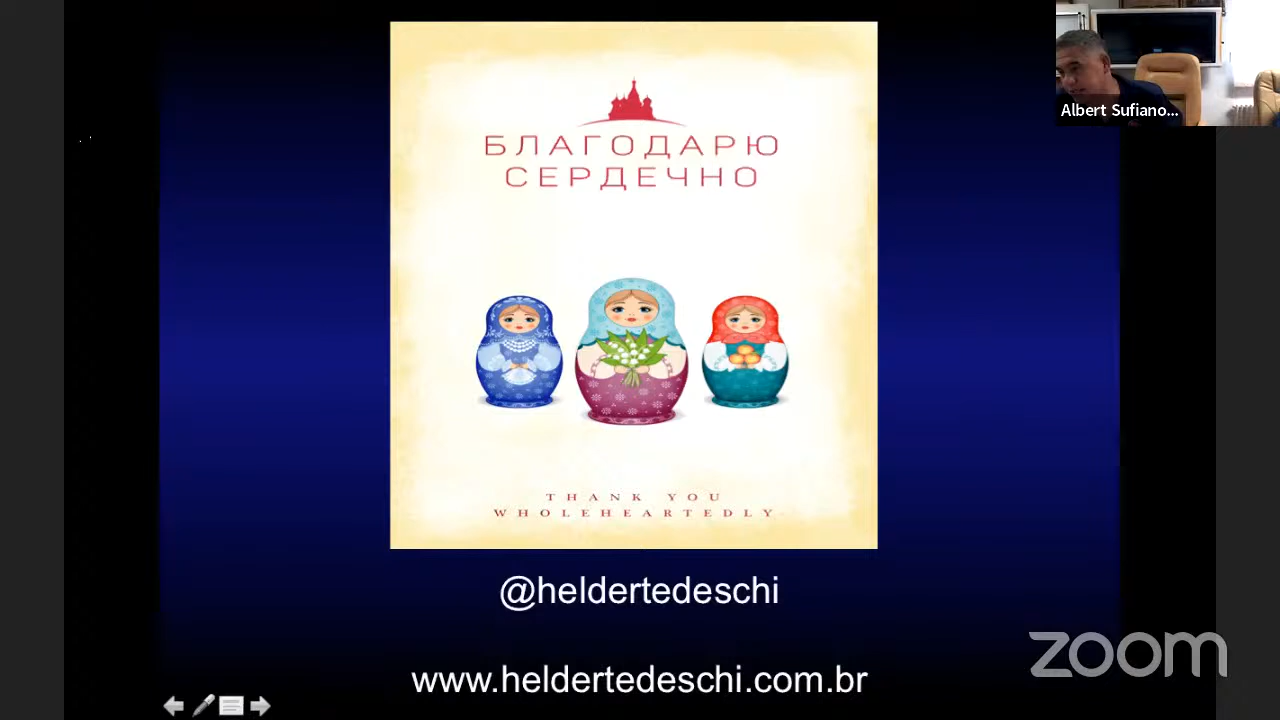 БЛАГОДАРЮ
СЕРДЕЧНО
THANK YOU
WHOLEHEARTEDLY
@heldertedeschi
www.heldertedeschi.com.br
Albert Sufiano...
zoom